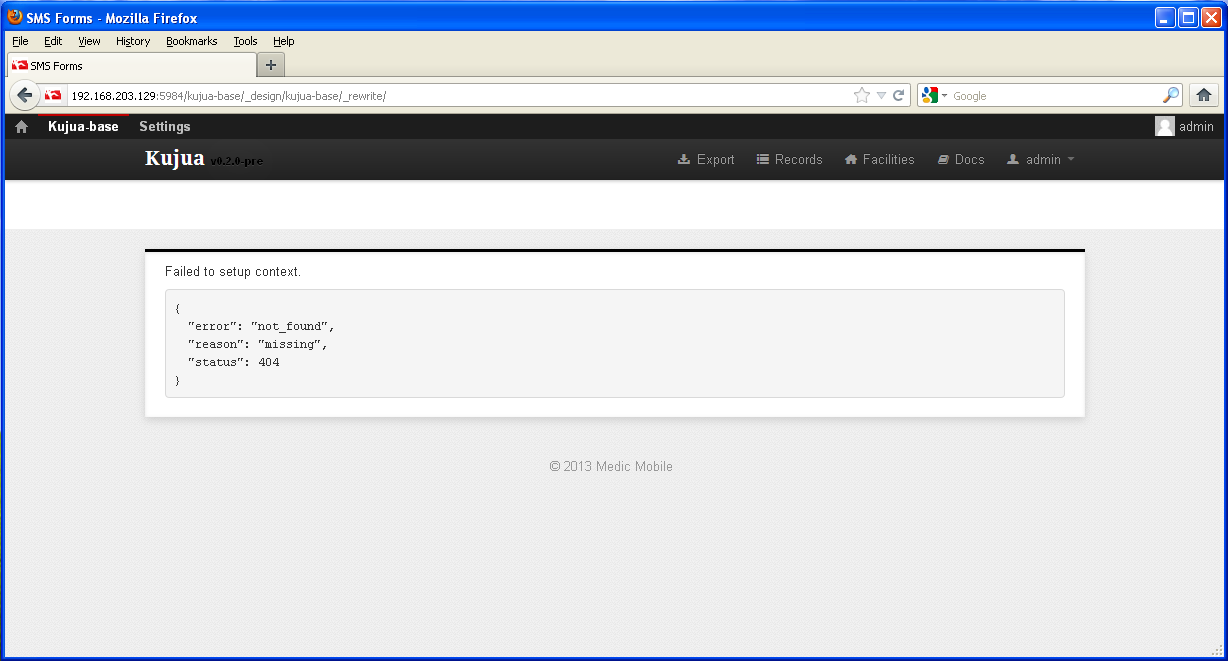 SMS Forms - Mozilla Firefox
File Edit View History Bookmarks Tools Help
SMS Forms
192.168.203.129:5984/kujua-base/_design/kujua-base/_rewrite/ Google
Kujua-base Settings admin
Kujua v0.2.0-pre Export Records Facilities Docs admin
Failed to setup context.
{
"error": "not_found",
"reason": "missing",
"status": 404
}
© 2013 Medic Mobile